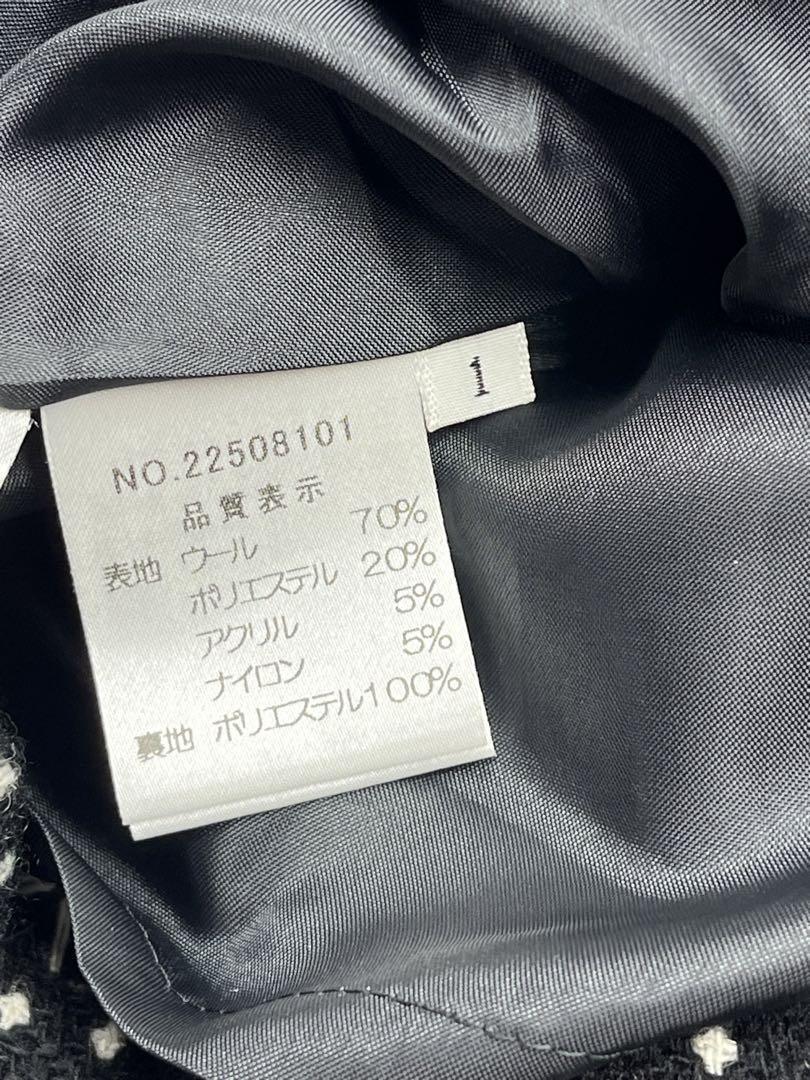 1
NO.22508101
品質表示
表地 ウール 70%
ポリエステル 20%
アクリル 5%
ナイロン 5%
裏地 ポリエステル100%